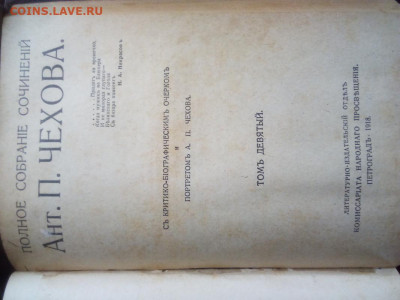 COINS.LAVE.RU
ПОЛНОЕ СОБРАНІЕ СОЧИНЕНІЙ
Ант. П. ЧЕХОВА.
СЪ КРИТИКО-БІОГРАФИЧЕСКИМЪ ОЧЕРКОМЪ
И
ПОРТРЕТОМЪ А. П. ЧЕХОВА.
ТОМЪ ДЕВЯТЫЙ.
ЛИТЕРАТУРНО-ИЗДАТЕЛЬСКІЙ ОТДѢЛЪ
КОМИССАРІАТА НАРОДНАГО ПРОСВѢЩЕНІЯ.
ПЕТРОГРАДЪ. 1918